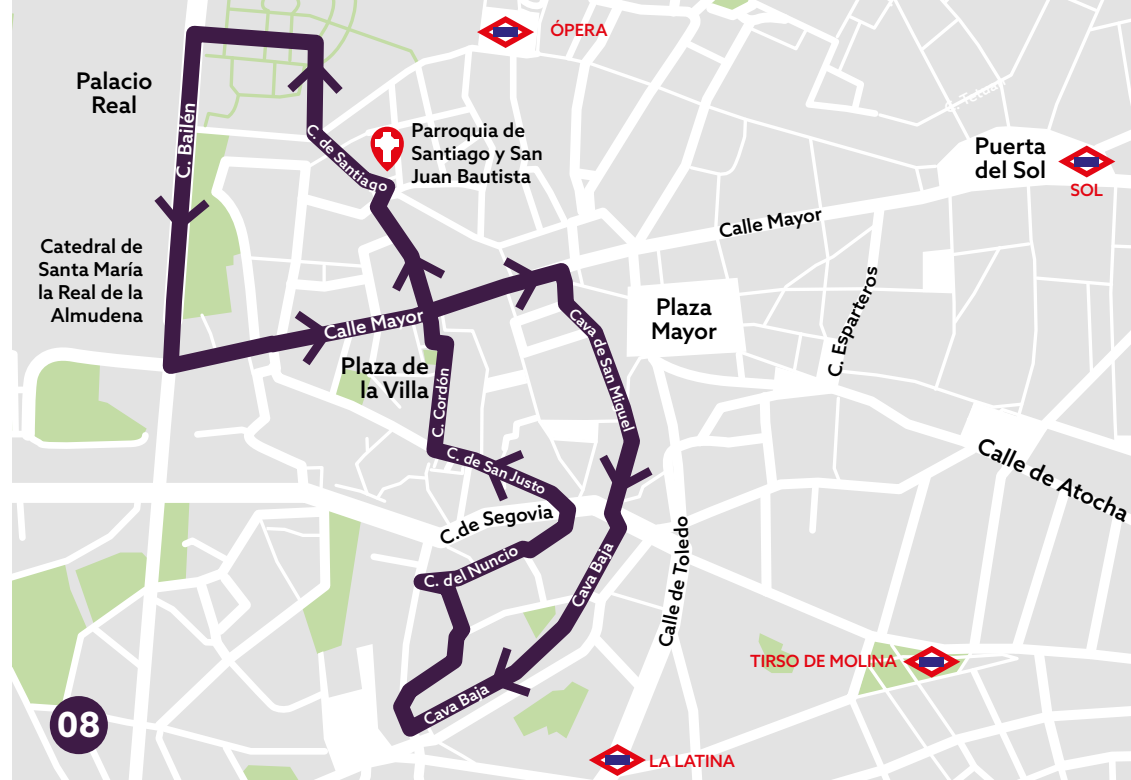 ÓPERA
Palacio
Real
C. Bailén
C. de Santiago
Parroquia de
Santiago y San
Juan Bautista
C. Tetuán
Puerta
del Sol
SOL
Calle Mayor
Catedral de
Santa María
la Real de la
Almudena
Calle Mayor
Plaza
Mayor
C. Esparteros
Cava de San Miguel
Plaza de
la Villa
C. Cordón
C. de San Justo
Calle de Atocha
C.de Segovia
C. del Nuncio
Cava Baja
Calle de Toledo
TIRSO DE MOLINA
Cava Baja
08
LA LATINA